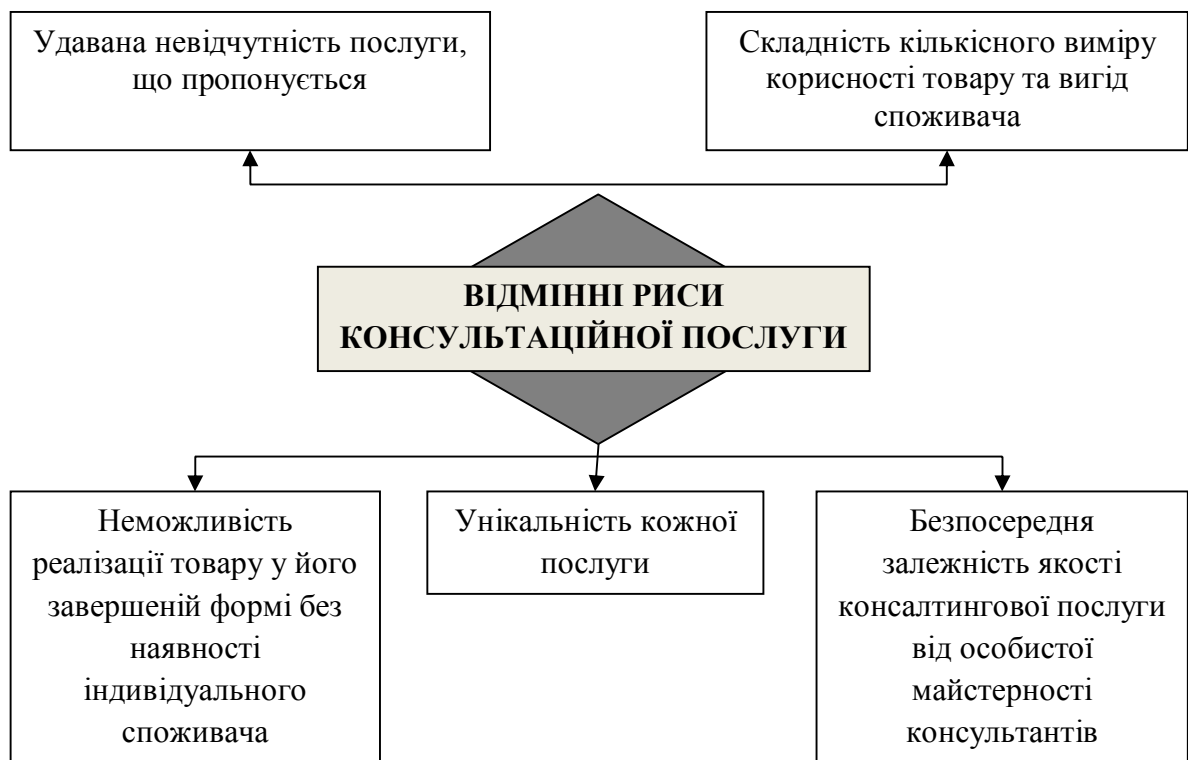 Удавана невідчутність послуги,
що пропонується
Складність кількісного виміру
корисності товару та вигід
споживача
ВІДМІННІ РИСИ
КОНСУЛЬТАЦІЙНОЇ ПОСЛУГИ
Неможливість
реалізації товару у його
завершеній формі без
наявності
індивідуального
споживача
Унікальність кожної
послуги
Безпосередня
залежність якості
консалтингової послуги
від особистої
майстерності
консультантів